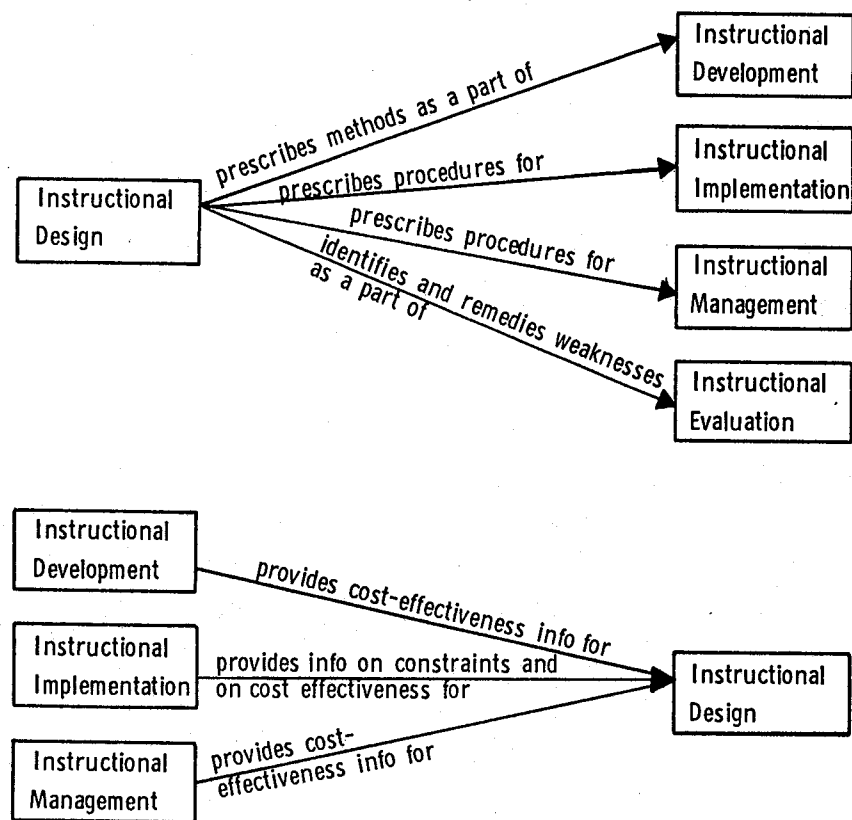 Instructional
Development
prescribes methods as a part of
Instructional
Implementation
prescribes procedures for
Instructional
Design
prescribes procedures for
Instructional
Management
identifies and remedies weaknesses
as a part of
Instructional
Evaluation
Instructional
Development
provides cost-effectiveness info for
Instructional
Implementation
provides info on constraints and
on cost effectiveness for
Instructional
Design
Instructional
Management
provides cost-
effectiveness info for